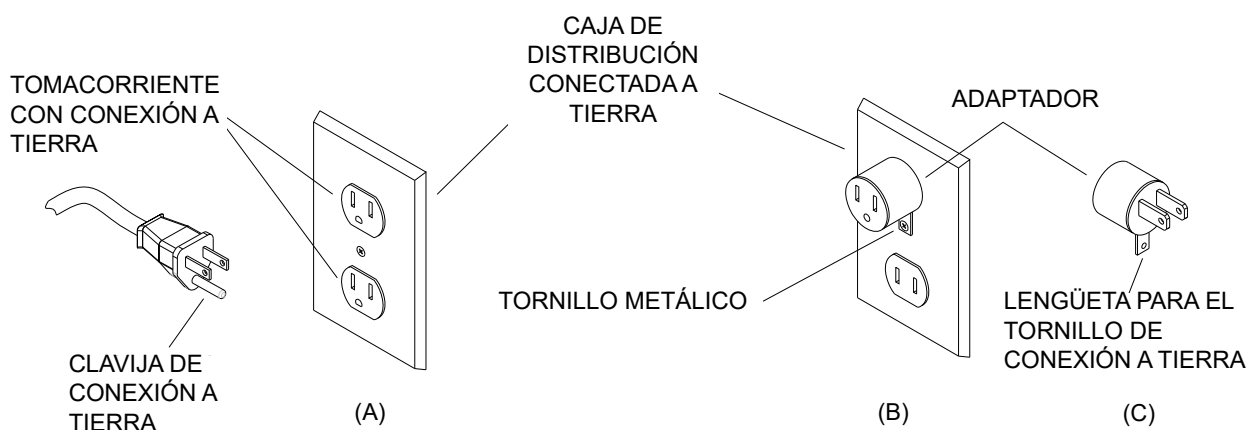 TOMACORRIENTE
CON CONEXIÓN A
TIERRA
CAJA DE
DISTRIBUCIÓN
CONECTADA A
TIERRA
ADAPTADOR
TORNILLO METÁLICO
LENGÜETA PARA EL
TORNILLO DE
CONEXIÓN A TIERRA
CLAVIJA DE
CONEXIÓN A
TIERRA
(A)
(B)
(C)